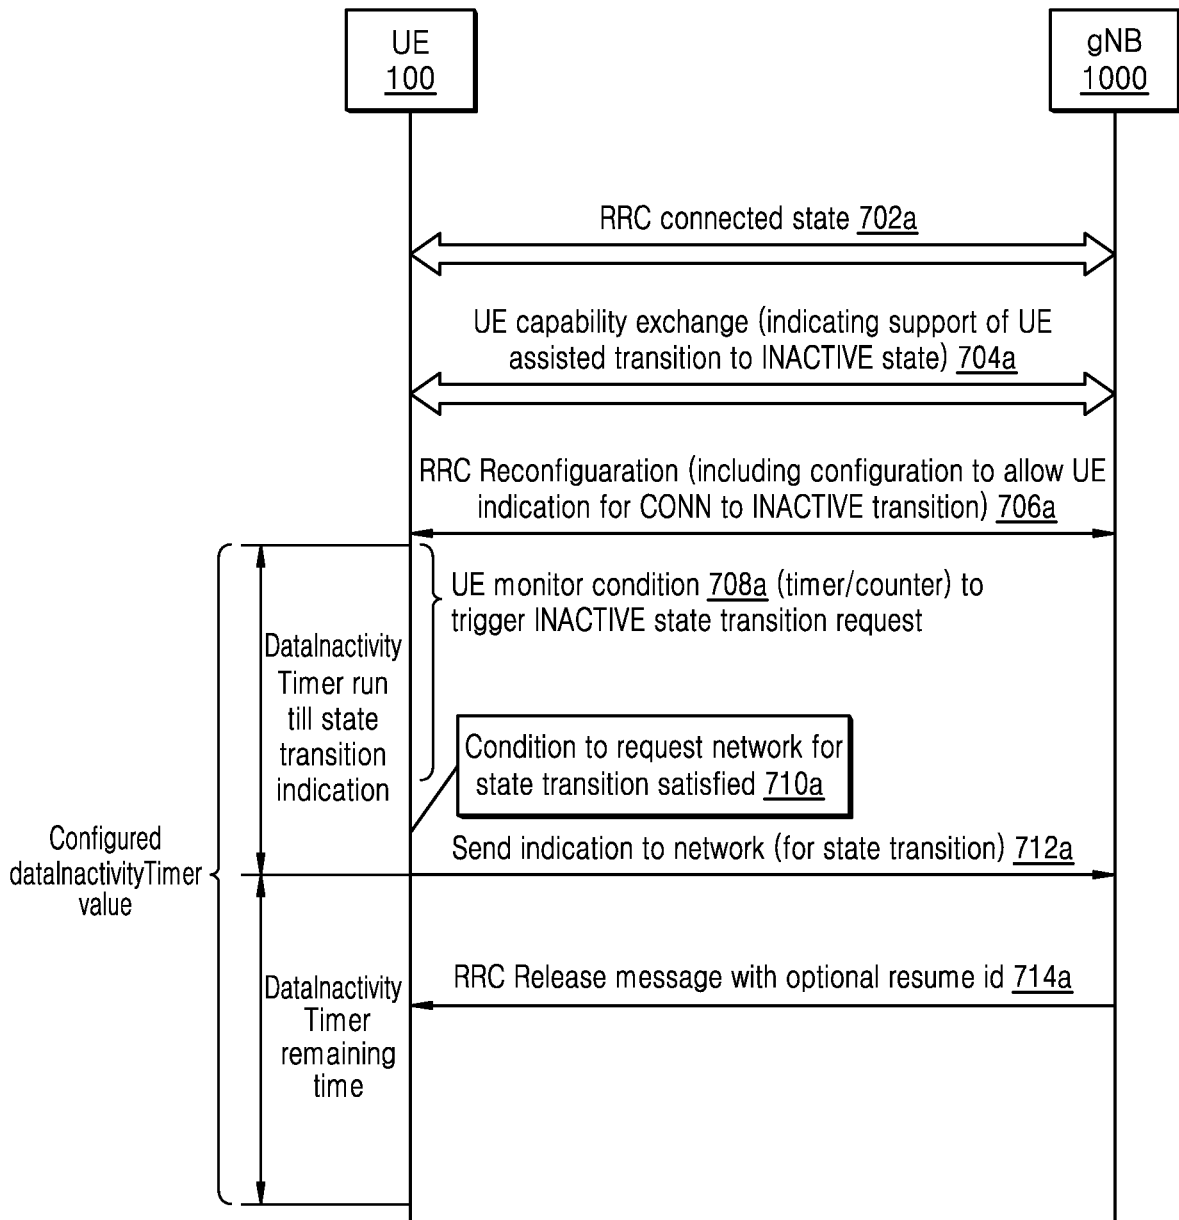 UE
100
gNB
1000
RRC connected state 702a
UE capability exchange (indicating support of UE
assisted transition to INACTIVE state) 704a
RRC Reconfiguaration (including configuration to allow UE
indication for CONN to INACTIVE transition) 706a
UE monitor condition 708a (timer/counter) to
trigger INACTIVE state transition request
DataInactivity
Timer run
till state
transition
indication
Condition to request network for
state transition satisfied 710a
Configured
dataInactivityTimer
value
Send indication to network (for state transition) 712a
RRC Release message with optional resume id 714a
DataInactivity
Timer
remaining
time